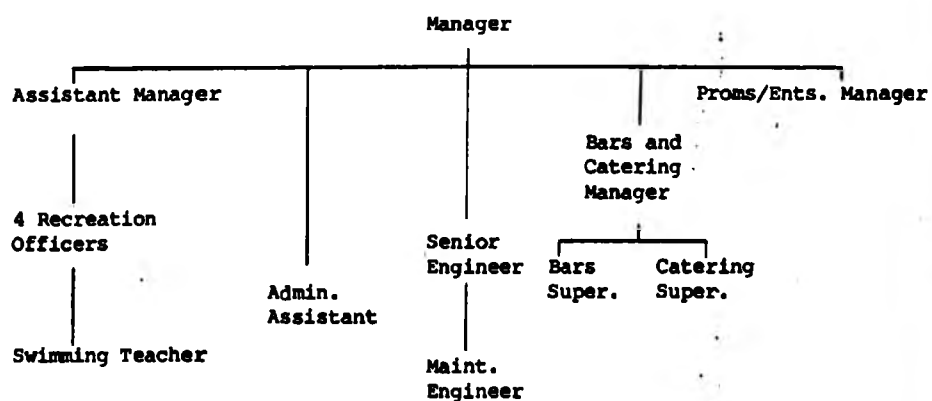 Manager
Assistant Manager
Proms/Ents. Manager
Bars and
Catering
Manager
4 Recreation
Officers
Senior
Engineer
Bars
Super.
Catering
Super.
Admin.
Assistant
Swimming Teacher
Maint.
Engineer